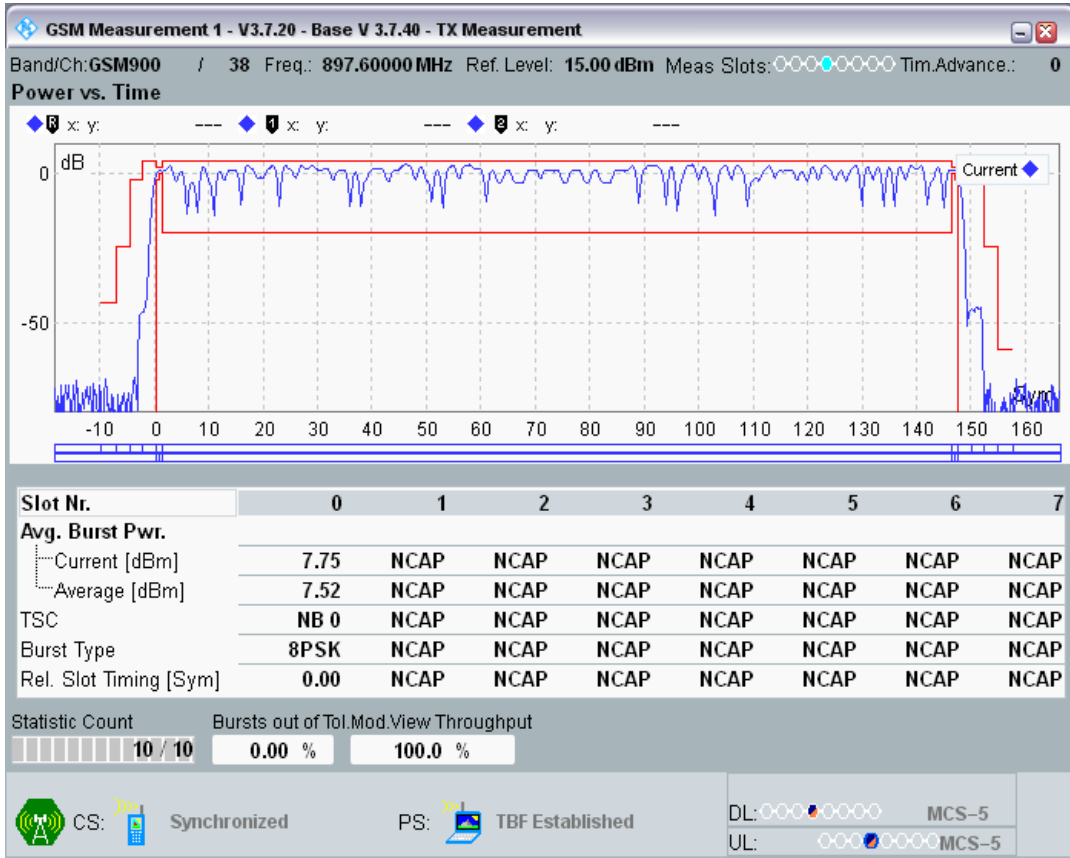 GSM Measurement 1 - V3.7.20 - Base V 3.7.40 - TX Measurement
Band/Ch:GSM900 / 38 Freq.: 897.60000 MHz Ref. Level: 15.00 dBm Meas Slots: Tim.Advance.: 0
Power vs. Time
R x: y: --- 1 x: y: --- 2 x: y: ---
dB
Current
0
-50
Sym
-10 0 10 20 30 40 50 60 70 80 90 100 110 120 130 140 150 160
Slot Nr. 0 1 2 3 4 5 6 7
Avg. Burst Pwr.
Current [dBm] 7.75 NCAP NCAP NCAP NCAP NCAP NCAP NCAP
Average [dBm] 7.52 NCAP NCAP NCAP NCAP NCAP NCAP NCAP
TSC NB 0 NCAP NCAP NCAP NCAP NCAP NCAP NCAP
Burst Type 8PSK NCAP NCAP NCAP NCAP NCAP NCAP NCAP
Rel. Slot Timing [Sym] 0.00 NCAP NCAP NCAP NCAP NCAP NCAP NCAP
Statistic Count Bursts out of Tol.Mod.View Throughput
10 / 10 0.00 % 100.0 %
CS: Synchronized PS: TBF Established
DL: MCS-5
UL: MCS-5